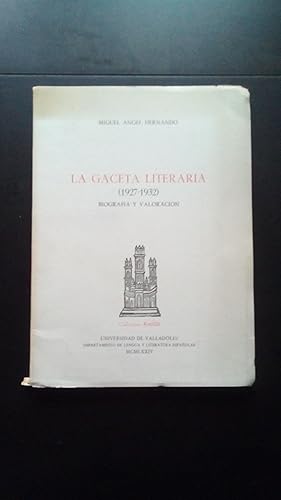 MIGUEL ANGEL HERNANDO
LA GACETA LITERARIA
(1927-1932)
BIOGRAFIA Y VALORACION
Castilla
UNIVERSIDAD DE VALLADOLID
DEPARTAMENTO DE LENGUA Y LITERATURA ESPAÑOLAS
MCMLXXIV